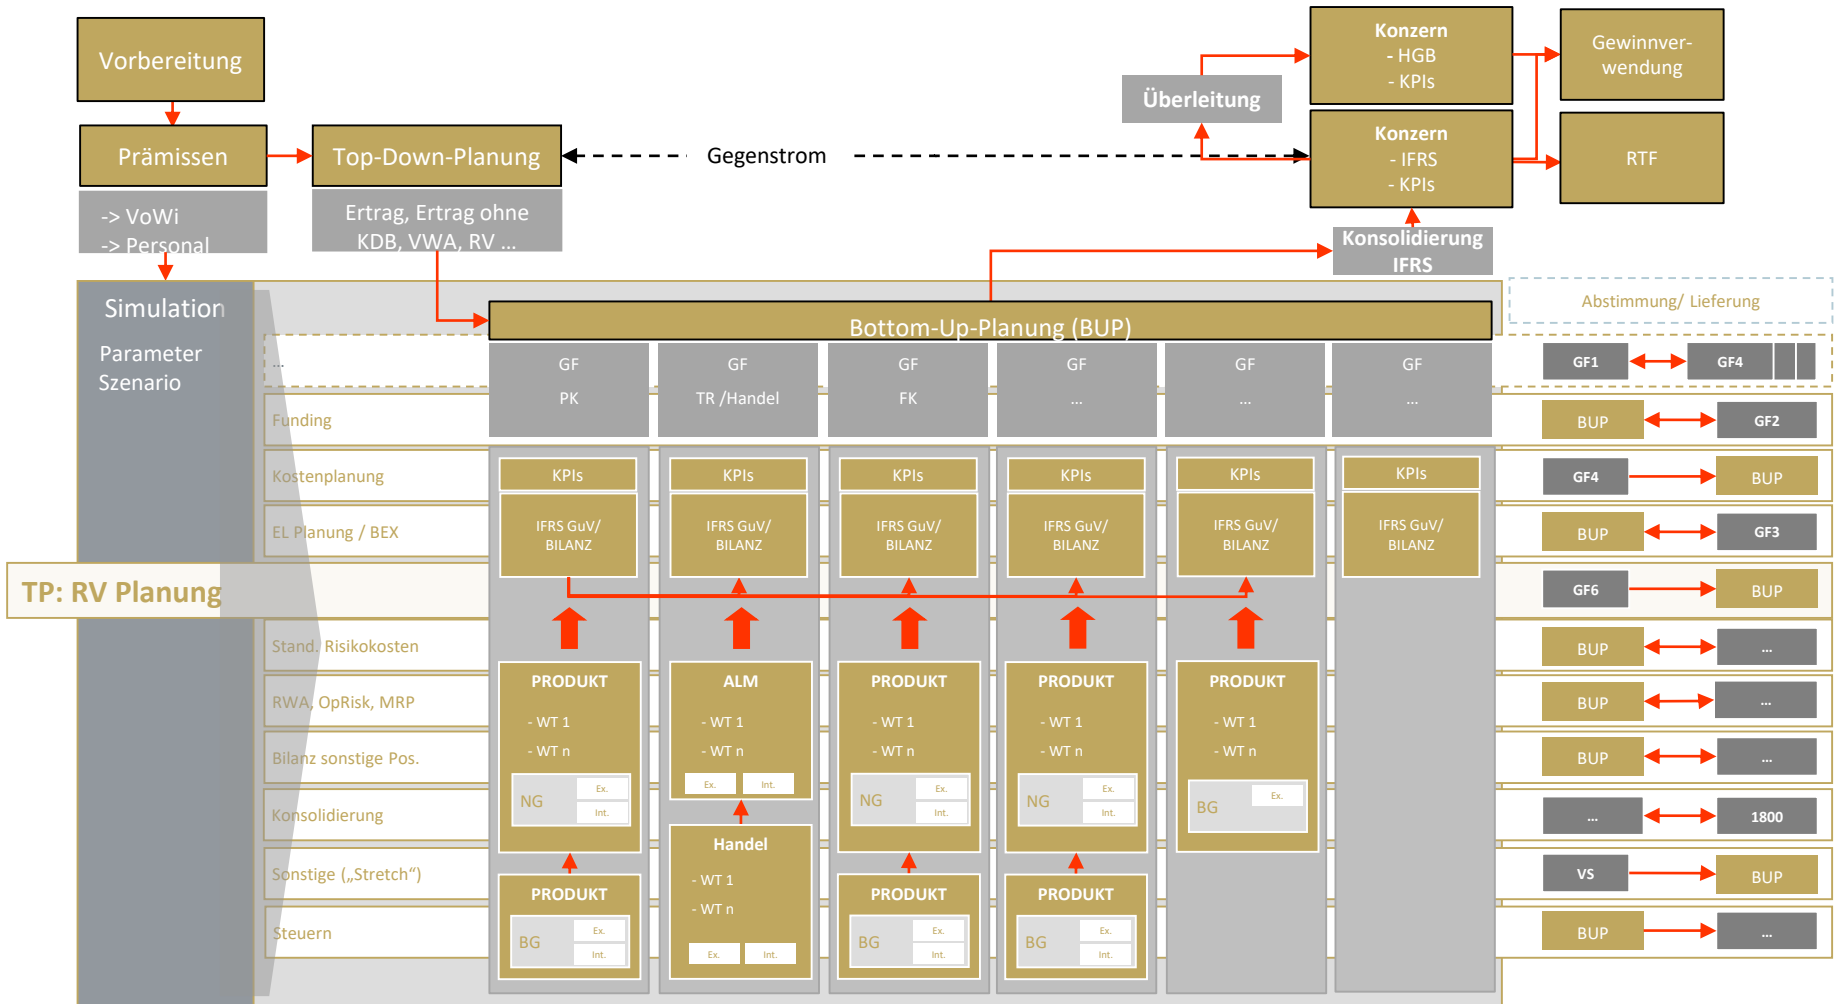 Vorbereitung
Prämissen
-> VoWi
-> Personal
Top-Down-Planung
Ertrag, Ertrag ohne
KDB, VWA, RV ...
Gegenstrom
Überleitung
Konzern
- HGB
- KPIs
Konzern
- IFRS
- KPIs
Gewinnver-
wendung
RTF
Konsolidierung
IFRS
Simulation
Parameter
Szenario
Bottom-Up-Planung (BUP)
Abstimmung/ Lieferung
...
GF
PK
GF
TR /Handel
GF
FK
GF
...
GF
...
GF
...
GF1
GF4
Funding
BUP
GF2
Kostenplanung
KPIs
KPIs
KPIs
KPIs
KPIs
KPIs
GF4
BUP
EL Planung / BEX
IFRS GuV/
BILANZ
IFRS GuV/
BILANZ
IFRS GuV/
BILANZ
IFRS GuV/
BILANZ
IFRS GuV/
BILANZ
IFRS GuV/
BILANZ
BUP
GF3
TP: RV Planung
GF6
BUP
Stand. Risikokosten
BUP
...
RWA, OpRisk, MRP
BUP
...
Bilanz sonstige Pos.
BUP
...
Konsolidierung
...
1800
Sonstige („Stretch“)
VS
BUP
Steuern
BUP
...
PRODUKT
- WT 1
- WT n
NG
Ex.
Int.
PRODUKT
BG
Ex.
Int.
ALM
- WT 1
- WT n
Ex.
Int.
Handel
- WT 1
- WT n
Ex.
Int.
PRODUKT
- WT 1
- WT n
NG
Ex.
Int.
PRODUKT
BG
Ex.
Int.
PRODUKT
- WT 1
- WT n
NG
Ex.
Int.
PRODUKT
BG
Ex.
Int.
PRODUKT
- WT 1
- WT n
BG
Ex.